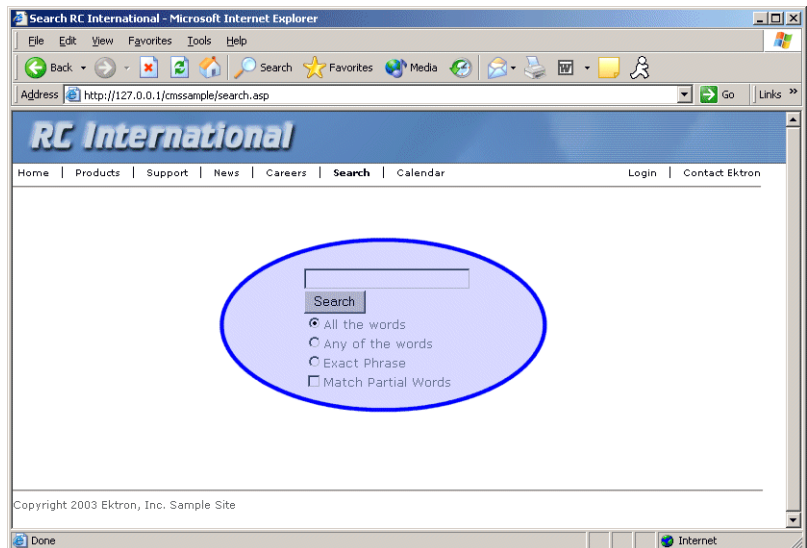 Search RC International - Microsoft Internet Explorer
File Edit View Favorites Tools Help
Back Search Favorites Media
Address http://127.0.0.1/cmssample/search.asp Go Links »
RC International
Home | Products | Support | News | Careers | Search | Calendar Login | Contact Ektron
Search
All the words
Any of the words
Exact Phrase
Match Partial Words
Copyright 2003 Ektron, Inc. Sample Site
Done Internet